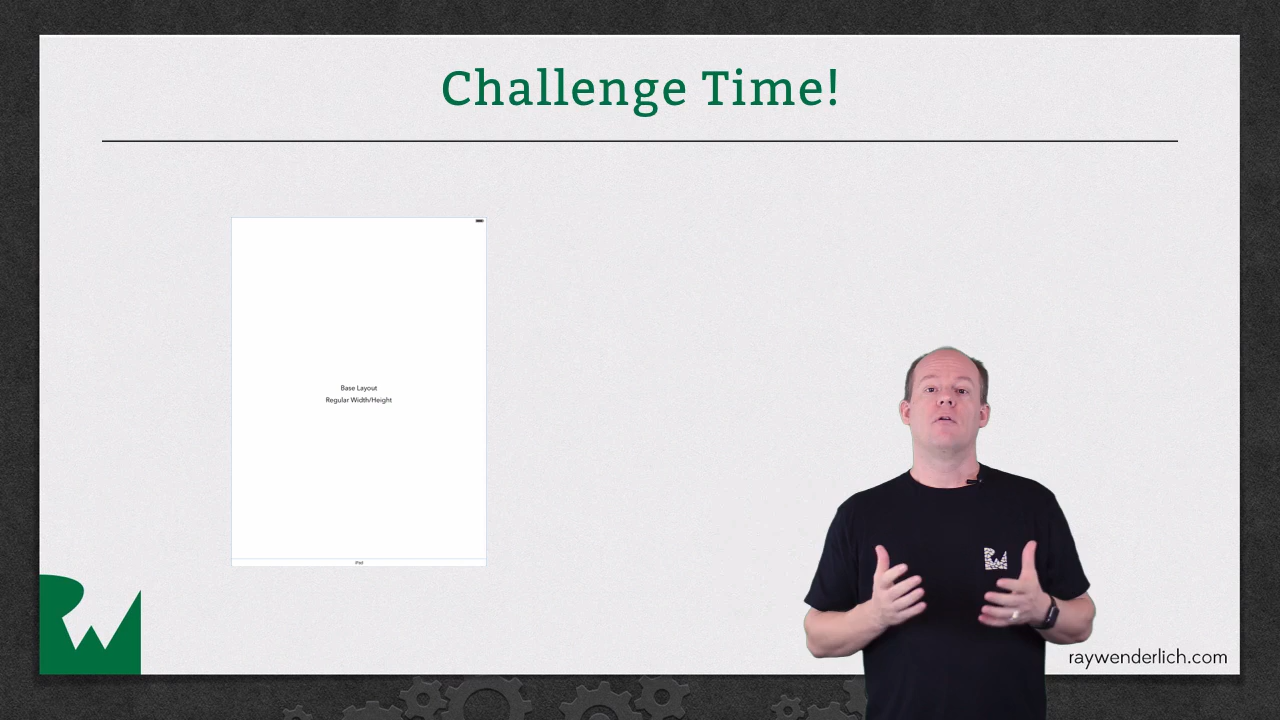 Challenge Time!
Base Layout
Regular Width/Height
iPad
raywenderlich.com